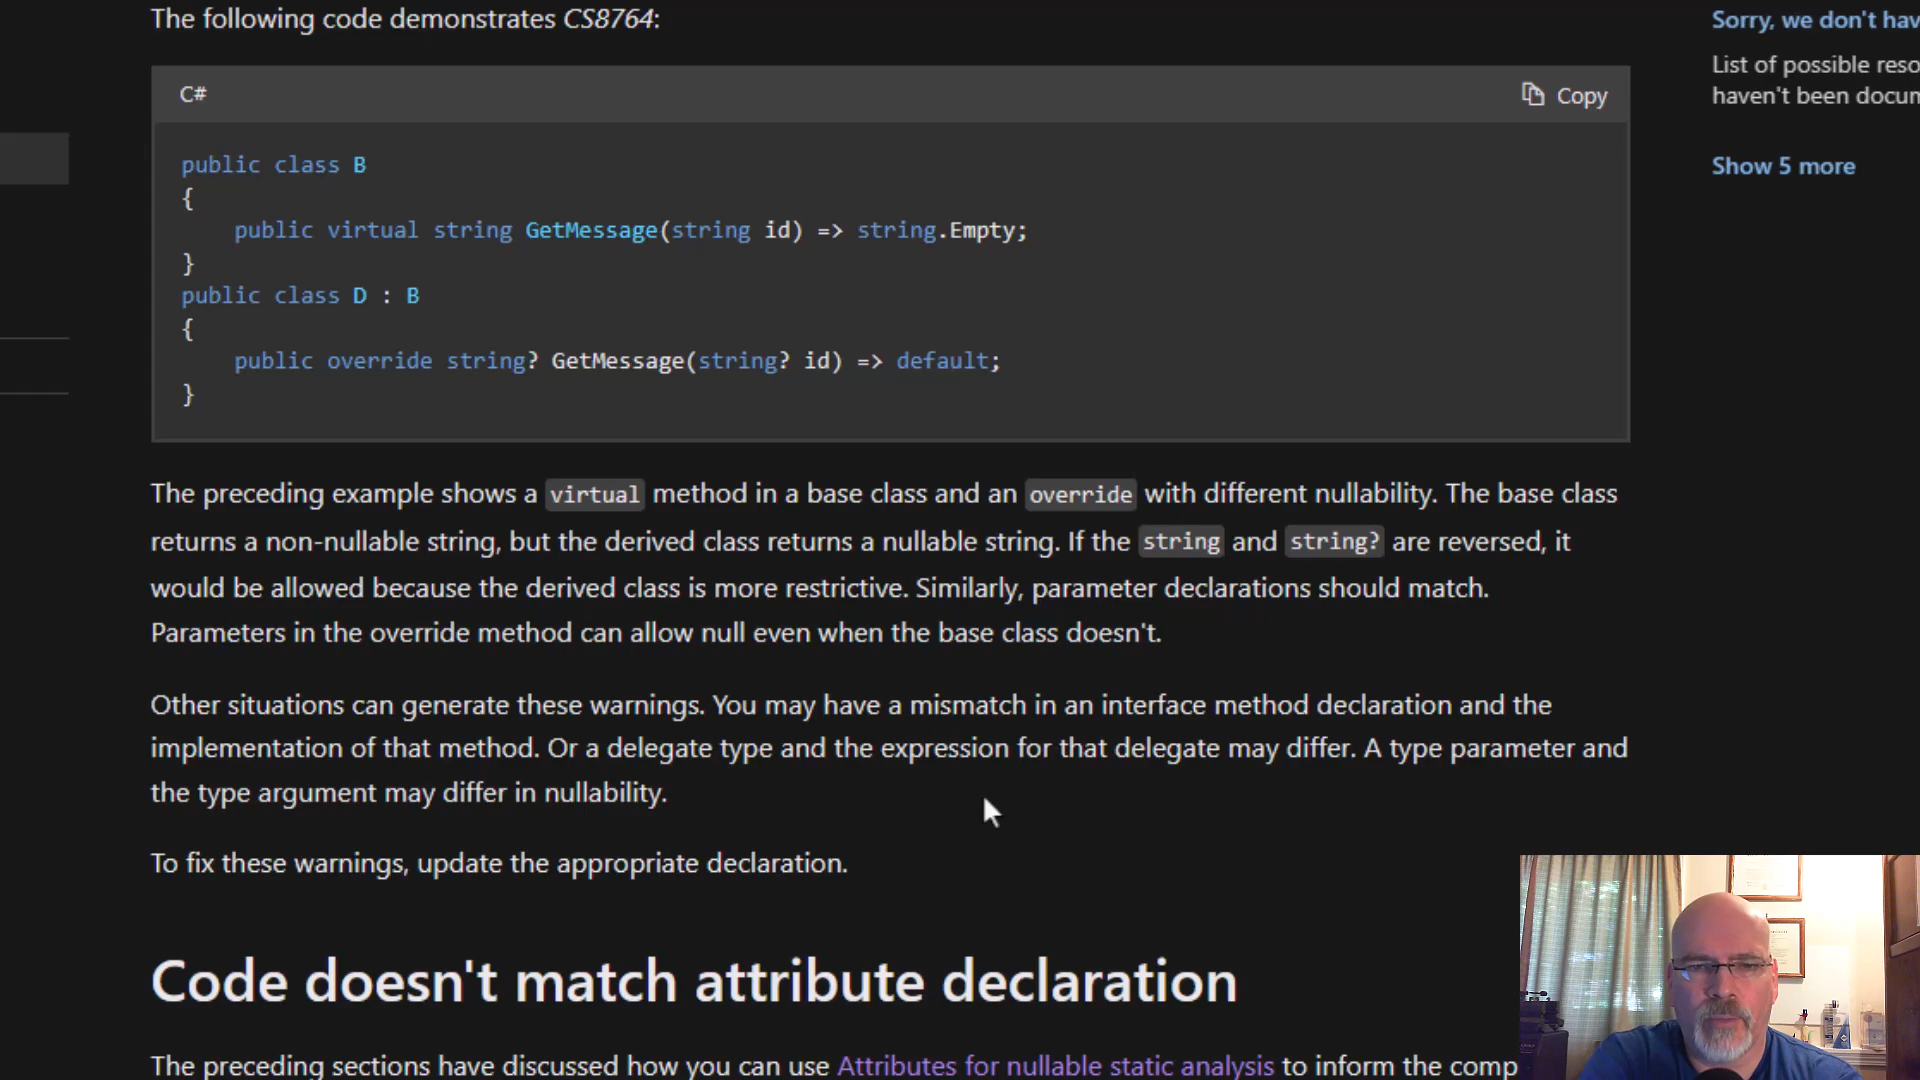 The following code demonstrates CS8764:
Sorry, we don't hav
List of possible reso
haven't been docum
Show 5 more
C#
Copy
public class B
{
    public virtual string GetMessage(string id) => string.Empty;
}
public class D : B
{
    public override string? GetMessage(string? id) => default;
}
The preceding example shows a virtual method in a base class and an override with different nullability. The base class
returns a non-nullable string, but the derived class returns a nullable string. If the string and string? are reversed, it
would be allowed because the derived class is more restrictive. Similarly, parameter declarations should match.
Parameters in the override method can allow null even when the base class doesn't.
Other situations can generate these warnings. You may have a mismatch in an interface method declaration and the
implementation of that method. Or a delegate type and the expression for that delegate may differ. A type parameter and
the type argument may differ in nullability.
To fix these warnings, update the appropriate declaration.
Code doesn't match attribute declaration
The preceding sections have discussed how you can use Attributes for nullable static analysis to inform the comp